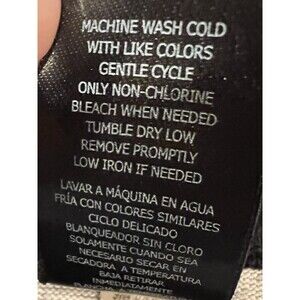 MACHINE WASH COLD
WITH LIKE COLORS
GENTLE CYCLE
ONLY NON-CHLORINE
BLEACH WHEN NEEDED
TUMBLE DRY LOW
REMOVE PROMPTLY
LOW IRON IF NEEDED
LAVAR A MÁQUINA EN AGUA
FRÍA CON COLORES SIMILARES
CICLO DELICADO
BLANQUEADOR SIN CLORO
SOLAMENTE CUANDO SEA
NECESARIO SECAR EN
SECADORA A TEMPERATURA
BAJA RETIRAR
INMEDIATAMENTE